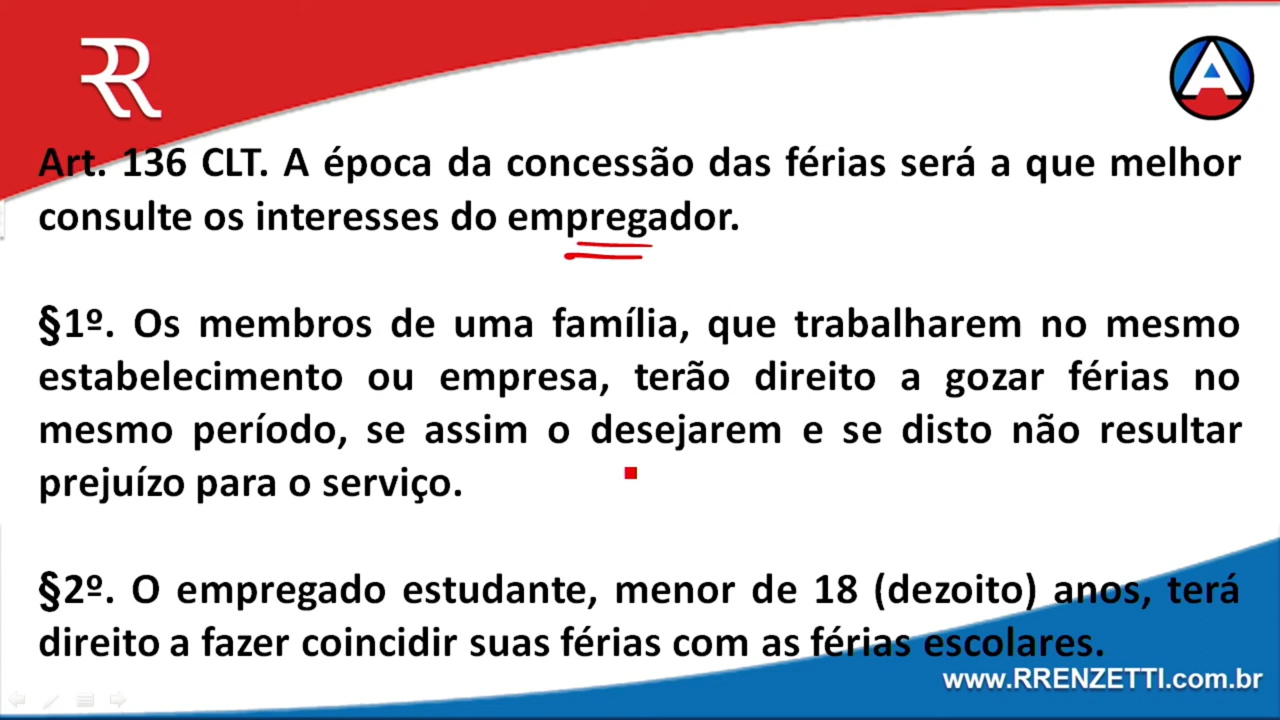 RR
A
Art. 136 CLT. A época da concessão das férias será a que melhor
consulte os interesses do empregador.
§1º. Os membros de uma família, que trabalharem no mesmo
estabelecimento ou empresa, terão direito a gozar férias no
mesmo período, se assim o desejarem e se disto não resultar
prejuízo para o serviço.
§2º. O empregado estudante, menor de 18 (dezoito) anos, terá
direito a fazer coincidir suas férias com as férias escolares.
www.RRENZETTI.com.br